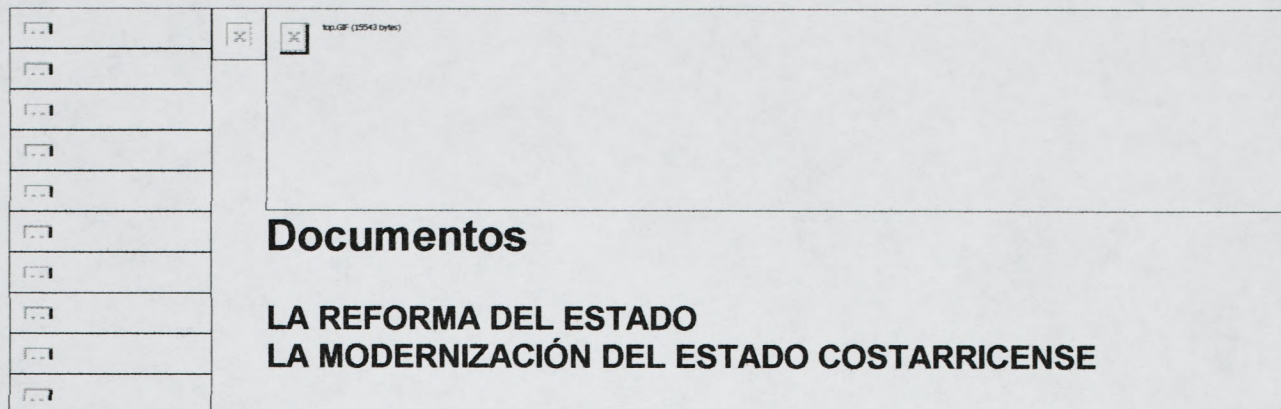 top.GIF (15543 bytes)
Documentos
LA REFORMA DEL ESTADO
LA MODERNIZACIÓN DEL ESTADO COSTARRICENSE